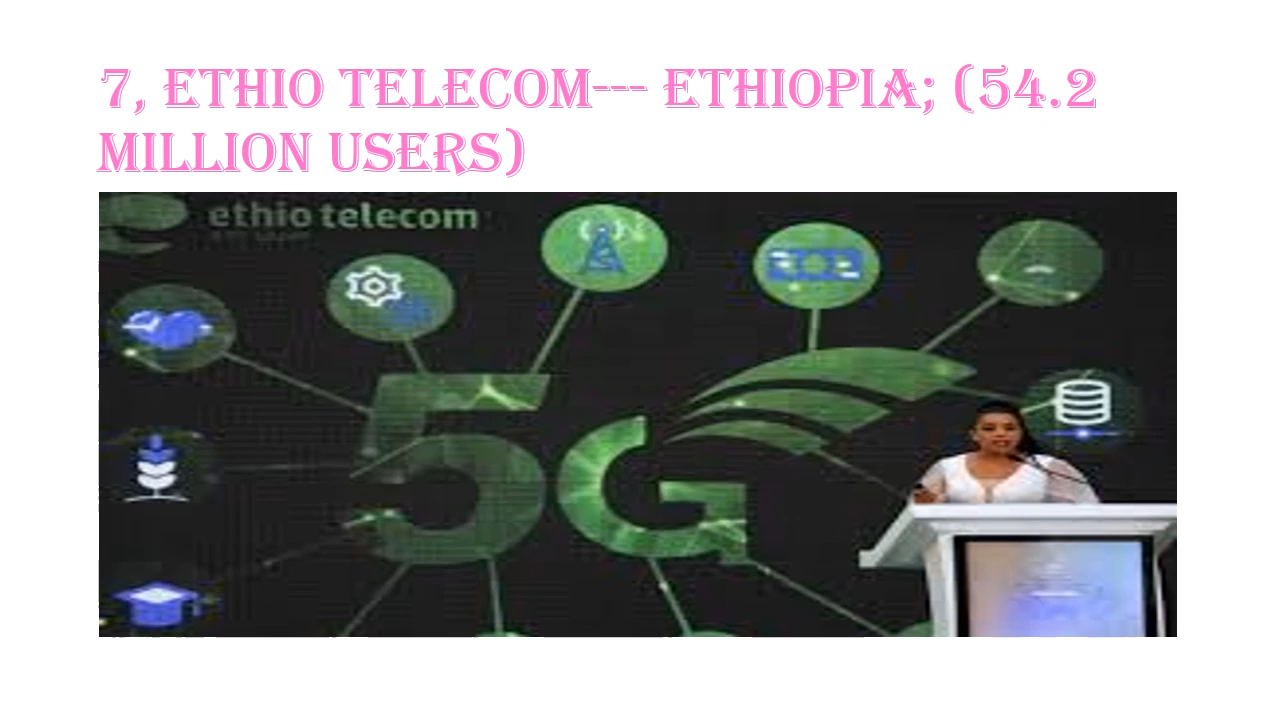 7, ETHIO TELECOM--- ETHIOPIA; (54.2
MILLION USERS)
ethio telecom
5G